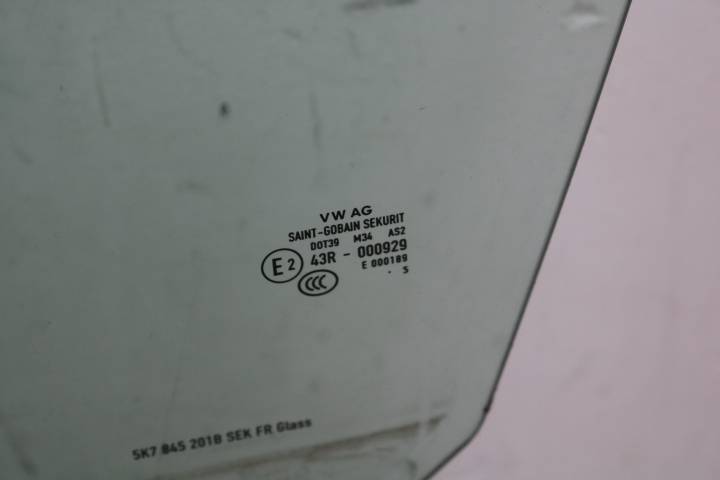 VW AG
SAINT-GOBAIN SEKURIT
DOT39 M34 AS2
E2 43R - 000929
E 000189
CCC . 5
5K7 845 201B SEK FR Glass